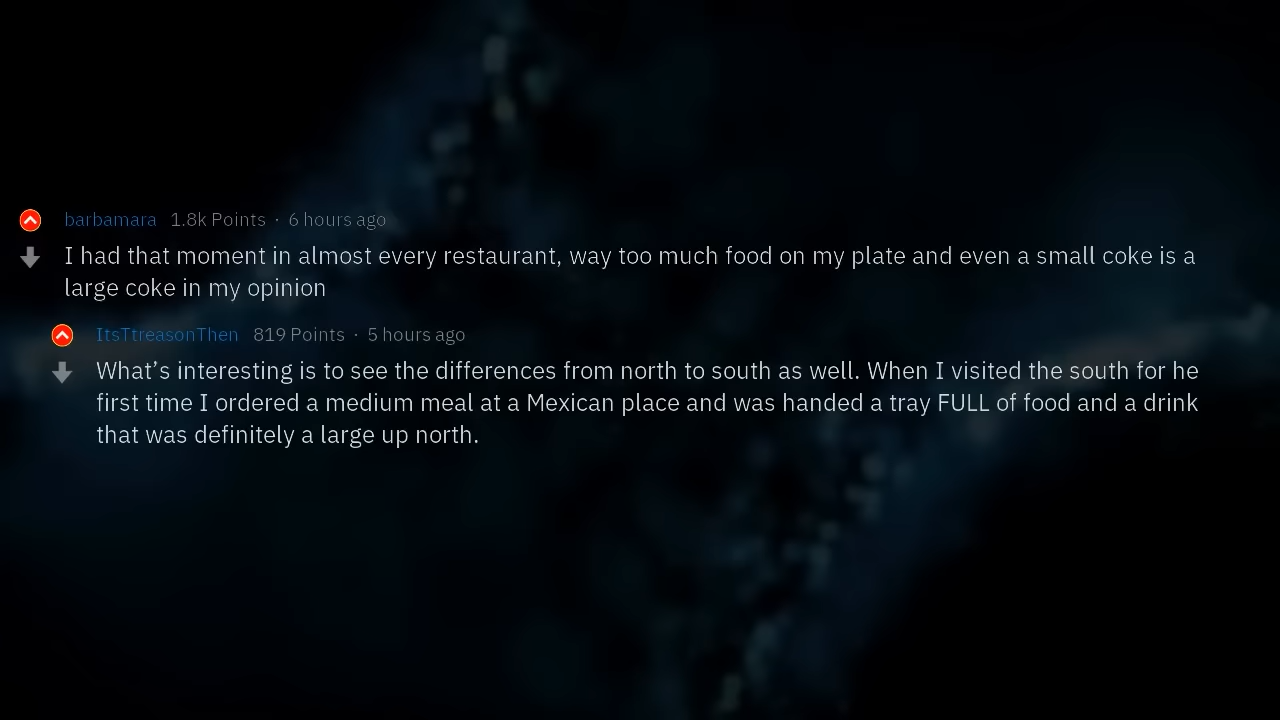 barbamara 1.8k Points · 6 hours ago
I had that moment in almost every restaurant, way too much food on my plate and even a small coke is a
large coke in my opinion
ItsTtreasonThen 819 Points · 5 hours ago
What’s interesting is to see the differences from north to south as well. When I visited the south for he
first time I ordered a medium meal at a Mexican place and was handed a tray FULL of food and a drink
that was definitely a large up north.